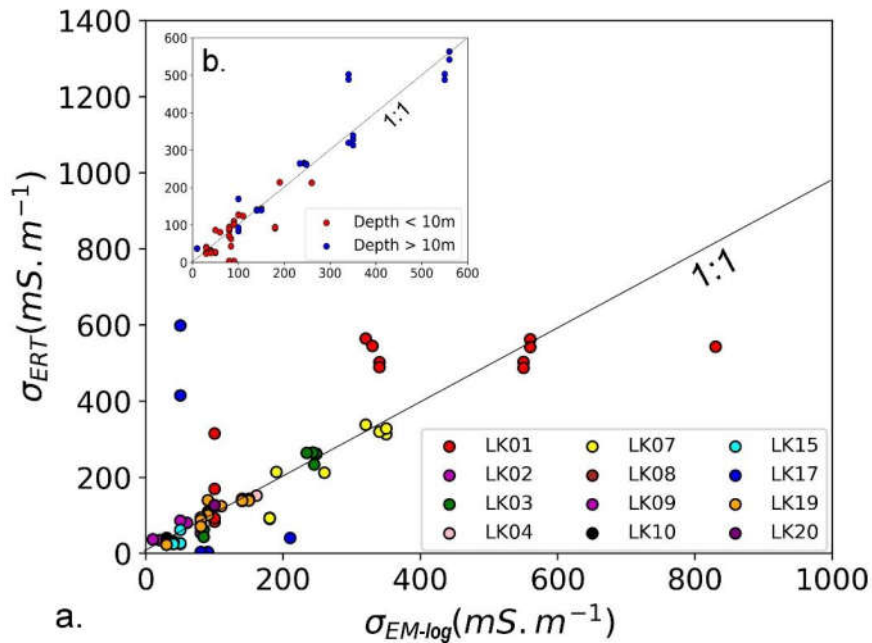 1400
1200
1000
800
600
400
200
0
σERT(mS.m⁻¹)
b.
600
500
400
300
200
100
0
0 100 200 300 400 500 600
1:1
Depth < 10m
Depth > 10m
1:1
LK01 LK07 LK15
LK02 LK08 LK17
LK03 LK09 LK19
LK04 LK10 LK20
0 200 400 600 800 1000
a.
σEM-log(mS.m⁻¹)